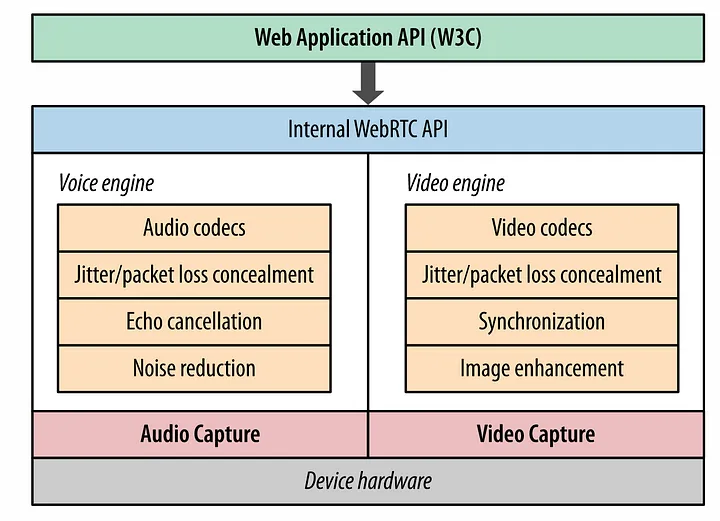 Web Application API (W3C)
Internal WebRTC API
Voice engine
Audio codecs
Jitter/packet loss concealment
Echo cancellation
Noise reduction
Video engine
Video codecs
Jitter/packet loss concealment
Synchronization
Image enhancement
Audio Capture
Video Capture
Device hardware